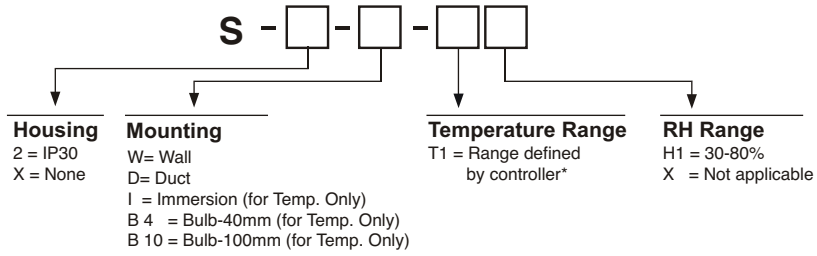 S - -  -
Housing
2 = IP30
X = None
Mounting
W= Wall
D= Duct
I = Immersion (for Temp. Only)
B 4 = Bulb-40mm (for Temp. Only)
B 10 = Bulb-100mm (for Temp. Only)
Temperature Range
T1 = Range defined
by controller*
RH Range
H1 = 30-80%
X = Not applicable